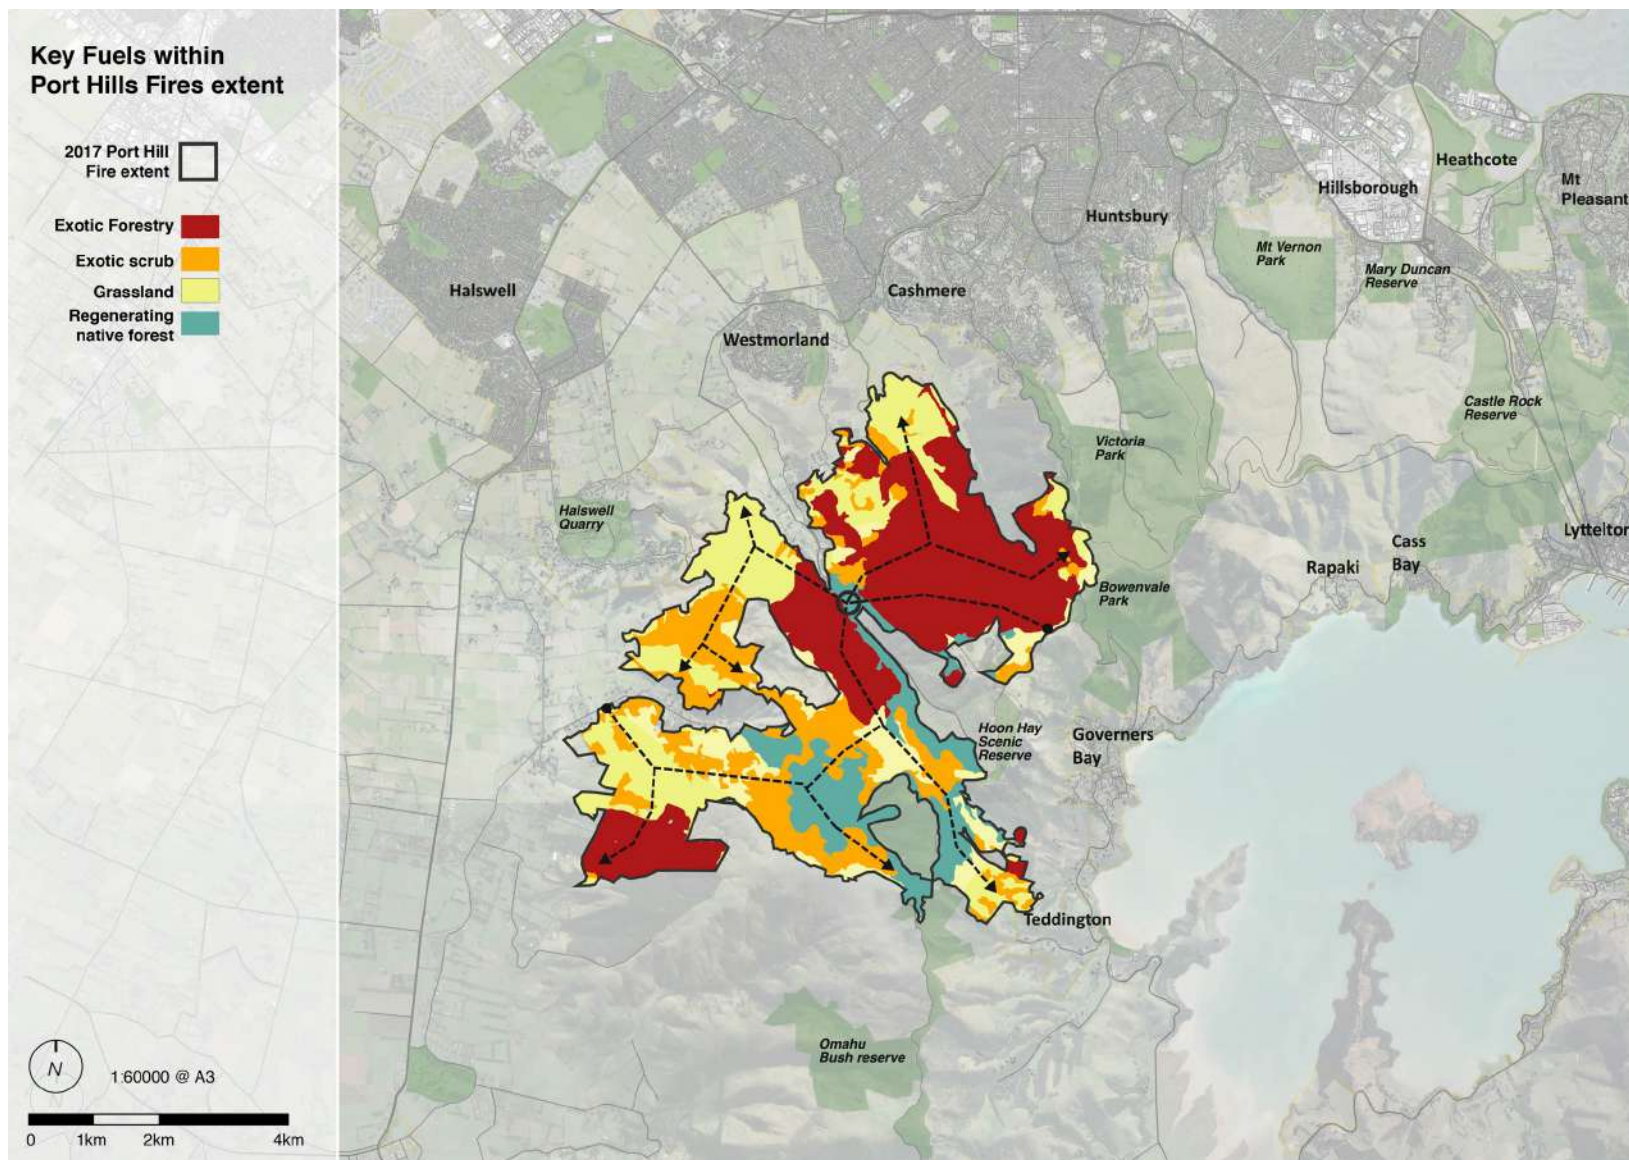 Key Fuels within
Port Hills Fires extent
2017 Port Hill
Fire extent
Exotic Forestry
Exotic scrub
Grassland
Regenerating
native forest
Heathcote
Mt
Pleasant
Hillsborough
Huntsbury
Mt Vernon
Park
Mary Duncan
Reserve
Halswell
Cashmere
Westmorland
Castle Rock
Reserve
Victoria
Park
Halswell
Quarry
Lyttelton
Cass
Bay
Rapaki
Bowenvale
Park
Hoon Hay
Scenic
Reserve
Governers
Bay
Teddington
Omahu
Bush reserve
N
1:60000 @ A3
0 1km 2km 4km